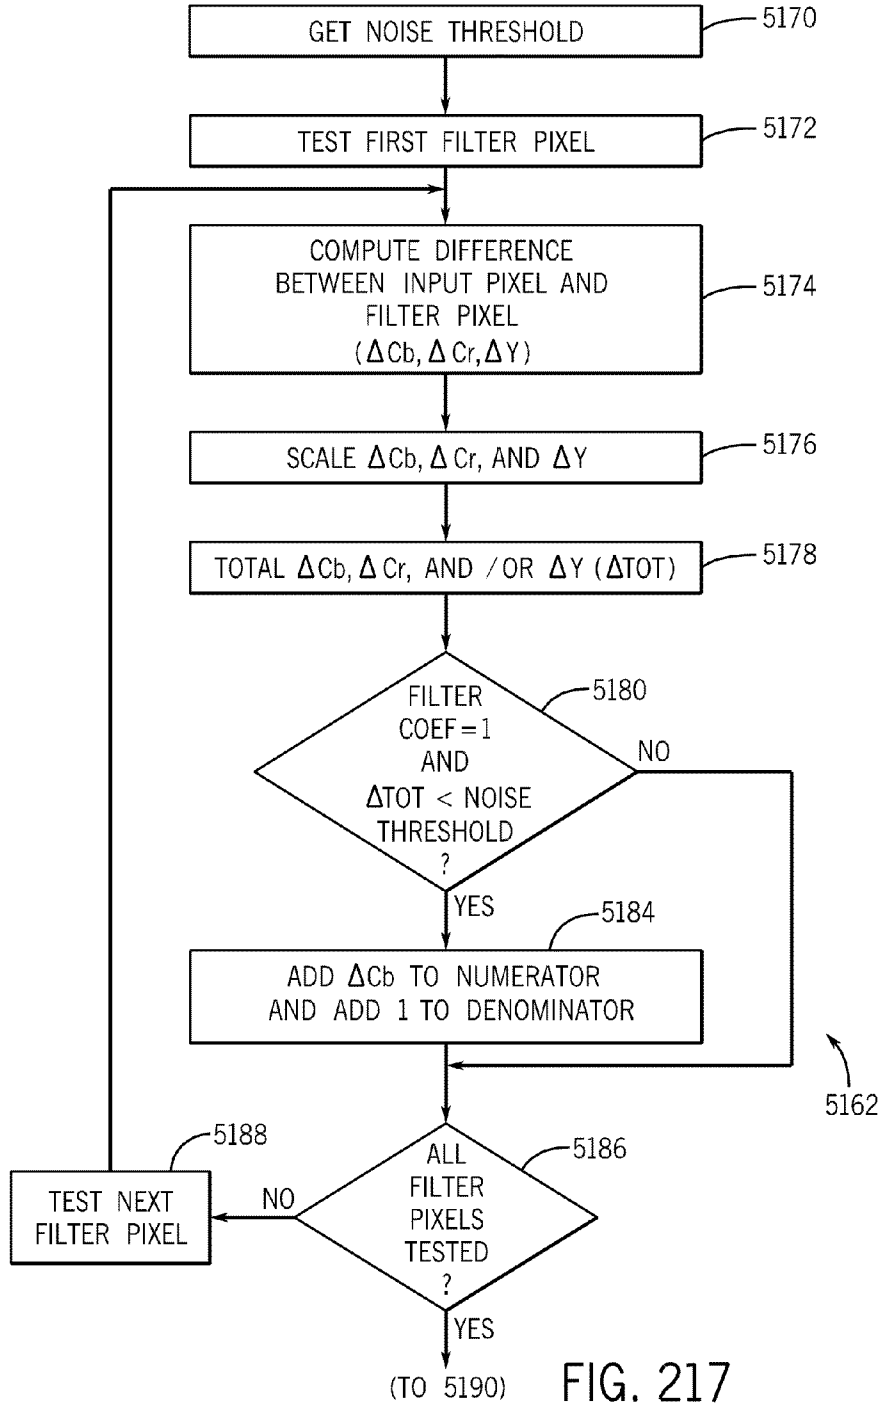 5170
GET NOISE THRESHOLD
5172
TEST FIRST FILTER PIXEL
COMPUTE DIFFERENCE
BETWEEN INPUT PIXEL AND
FILTER PIXEL
(ΔCb, ΔCr, ΔY)
5174
5176
SCALE ΔCb, ΔCr, AND ΔY
5178
TOTAL ΔCb, ΔCr, AND /OR ΔY (ΔTOT)
5180
FILTER
COEF=1
AND
ΔTOT < NOISE
THRESHOLD
?
NO
YES
5184
ADD ΔCb TO NUMERATOR
AND ADD 1 TO DENOMINATOR
5162
5186
ALL
FILTER
PIXELS
TESTED
?
NO
5188
TEST NEXT
FILTER PIXEL
YES
(TO 5190)
FIG. 217